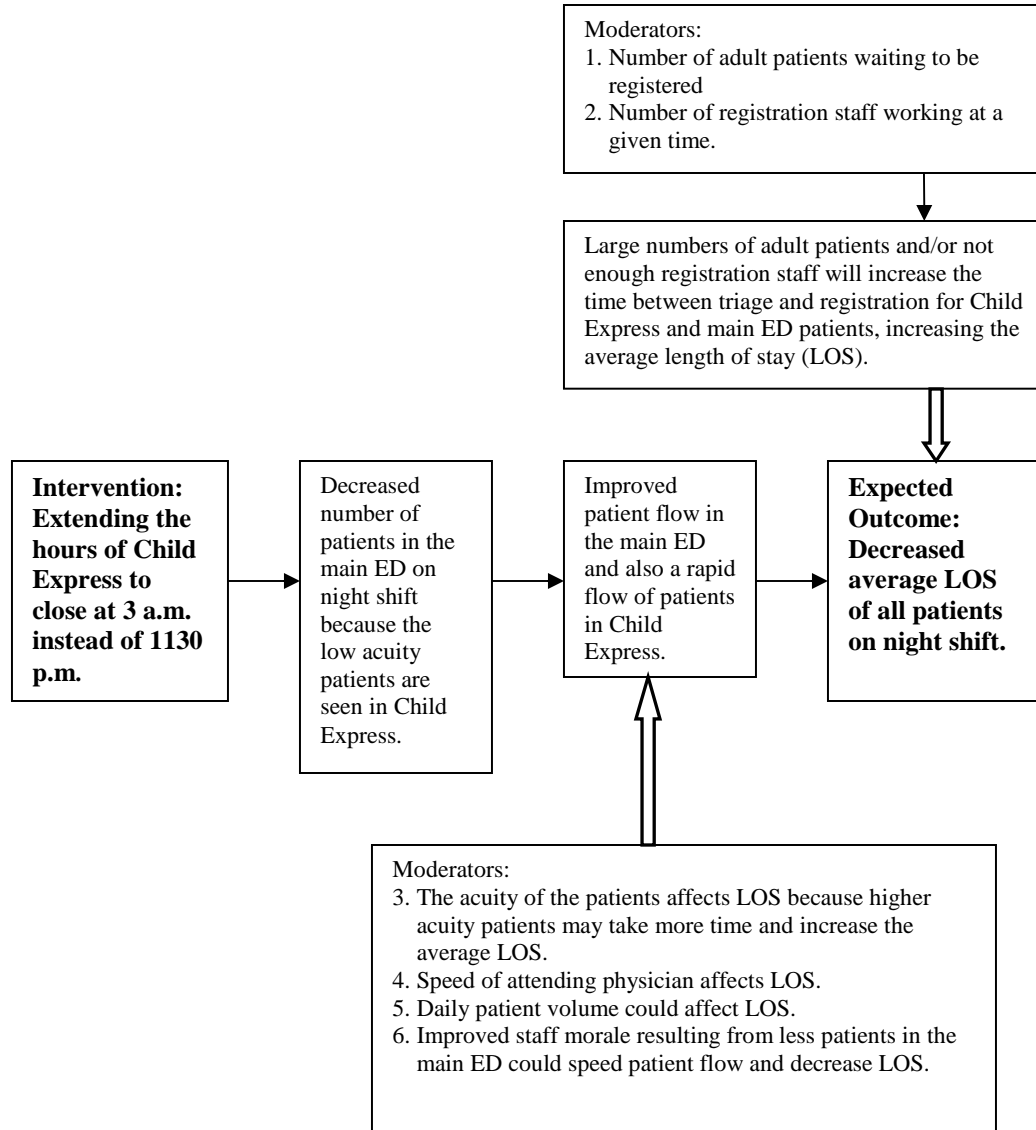 Moderators:
1. Number of adult patients waiting to be
registered
2. Number of registration staff working at a
given time.
Large numbers of adult patients and/or not
enough registration staff will increase the
time between triage and registration for Child
Express and main ED patients, increasing the
average length of stay (LOS).
Intervention:
Extending the
hours of Child
Express to
close at 3 a.m.
instead of 1130
p.m.
Decreased
number of
patients in the
main ED on
night shift
because the
low acuity
patients are
seen in Child
Express.
Improved
patient flow in
the main ED
and also a rapid
flow of patients
in Child
Express.
Expected
Outcome:
Decreased
average LOS
of all patients
on night shift.
Moderators:
3. The acuity of the patients affects LOS because higher
acuity patients may take more time and increase the
average LOS.
4. Speed of attending physician affects LOS.
5. Daily patient volume could affect LOS.
6. Improved staff morale resulting from less patients in the
main ED could speed patient flow and decrease LOS.